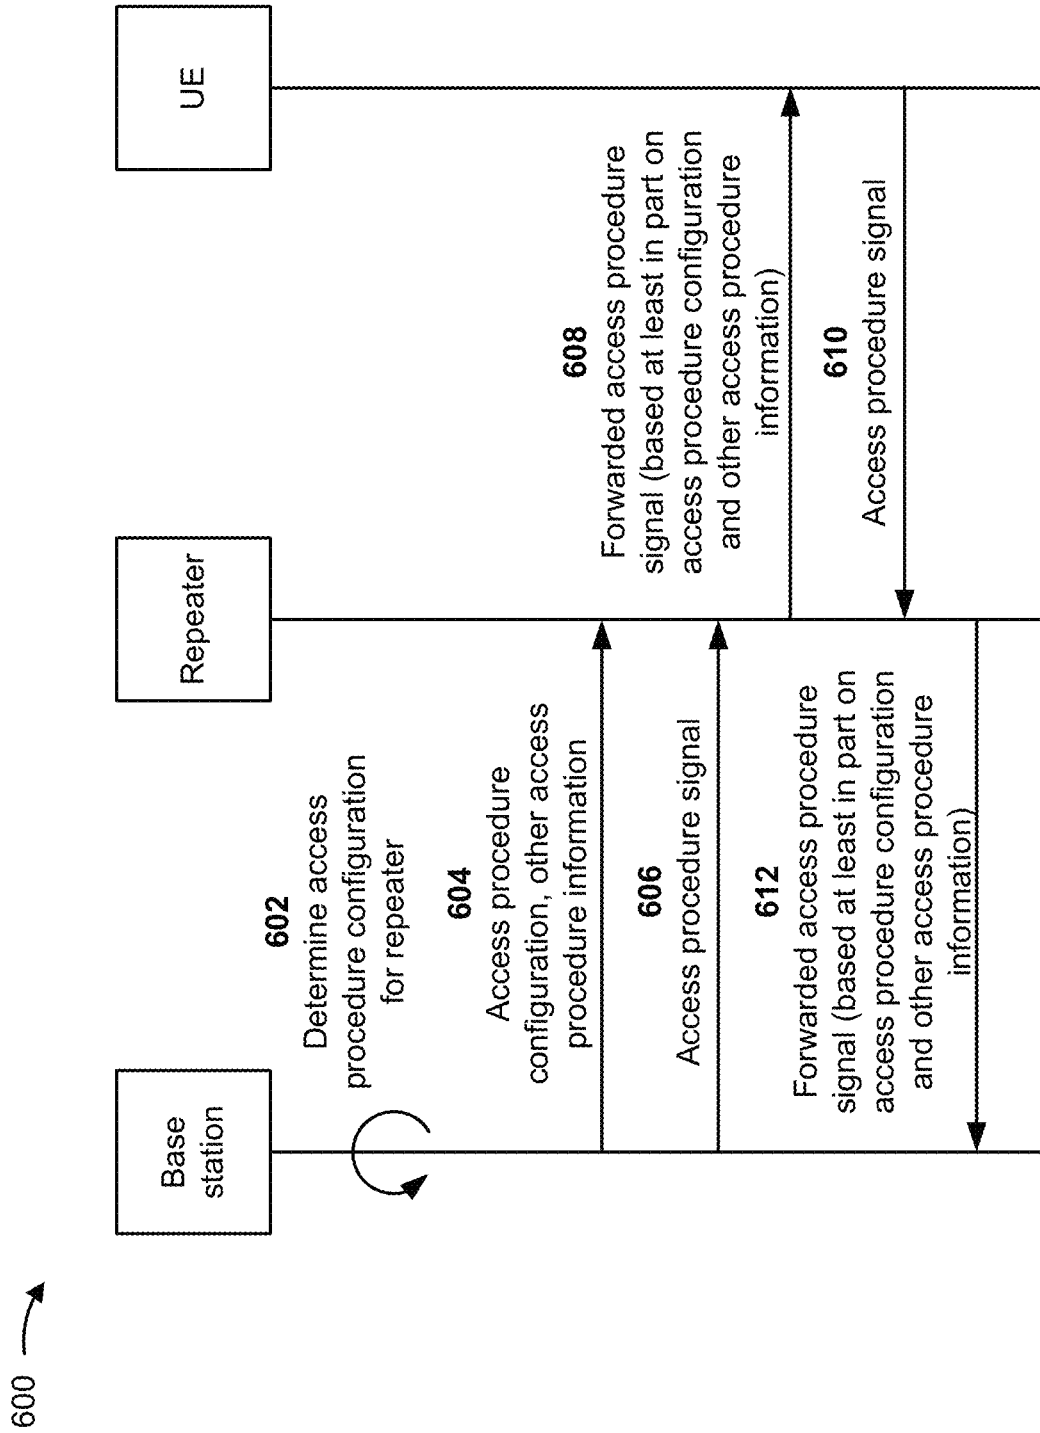 600
Base
station
Repeater
UE
602
Determine access
procedure configuration
for repeater
604
Access procedure
configuration, other access
procedure information
606
Access procedure signal
608
Forwarded access procedure
signal (based at least in part on
access procedure configuration
and other access procedure
information)
610
Access procedure signal
612
Forwarded access procedure
signal (based at least in part on
access procedure configuration
and other access procedure
information)